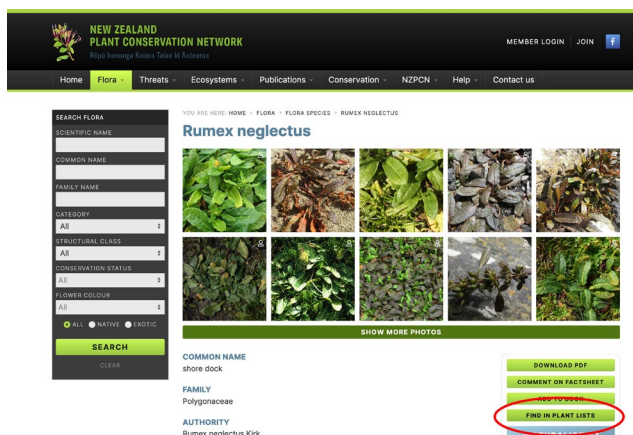 NEW ZEALAND
PLANT CONSERVATION NETWORK
Rōpū horomga Kohora Taiau ki Aotearoa
MEMBER LOGIN JOIN f
Home Flora Threats Ecosystems Publications Conservation NZPCN Help Contact us
YOU ARE HERE: HOME FLORA FLORA SPECIES RUMEX NEGLECTUS
Rumex neglectus
SEARCH FLORA
SCIENTIFIC NAME
COMMON NAME
FAMILY NAME
CATEGORY
All
STRUCTURAL CLASS
All
CONSERVATION STATUS
All
FLOWER COLOUR
All
ALL NATIVE EXOTIC
SEARCH
CLEAR
SHOW MORE PHOTOS
COMMON NAME
shore dock
FAMILY
Polygonaceae
AUTHORITY
Rumex neglectus Kirk
DOWNLOAD PDF
COMMENT ON FACTSHEET
ADD TO BOOK
FIND IN PLANT LISTS